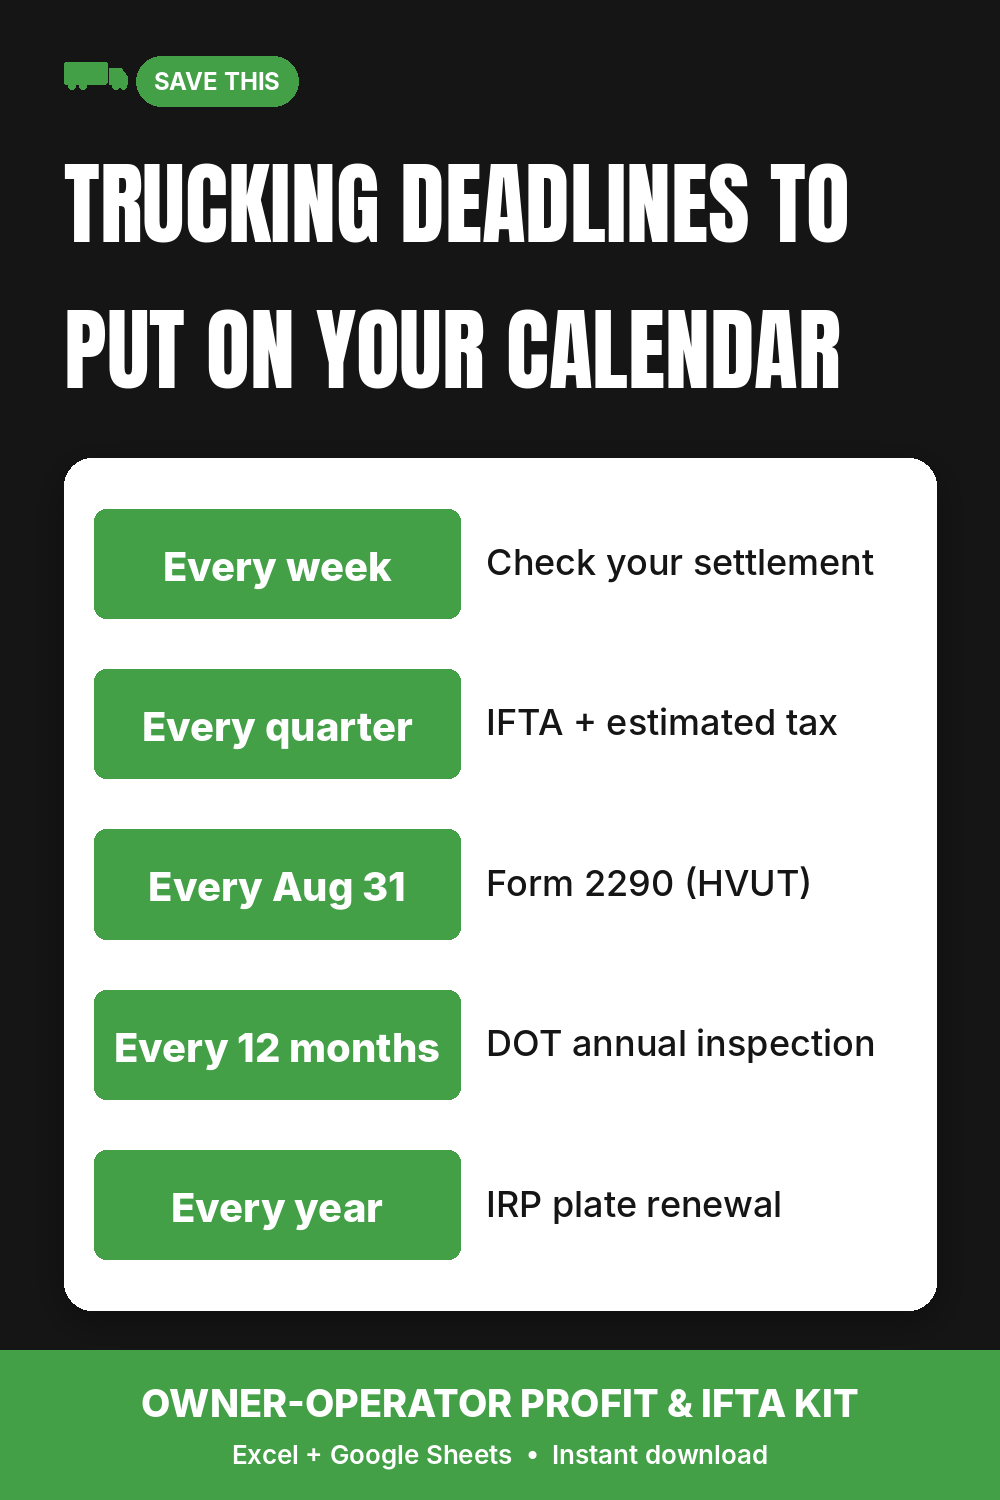 SAVE THIS
TRUCKING DEADLINES TO
PUT ON YOUR CALENDAR
Every week
Check your settlement
Every quarter
IFTA + estimated tax
Every Aug 31
Form 2290 (HVUT)
Every 12 months
DOT annual inspection
Every year
IRP plate renewal
OWNER-OPERATOR PROFIT & IFTA KIT
Excel + Google Sheets • Instant download